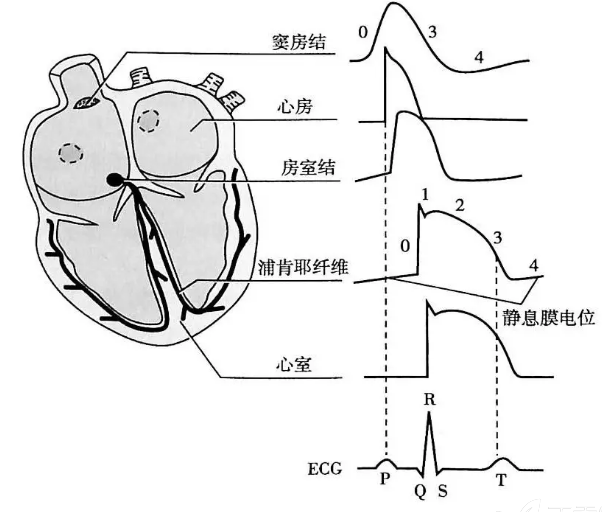 窦房结
0 3
4
心房
房室结
1 2
0 3
4
浦肯耶纤维
静息膜电位
心室
R
ECG
P Q S T